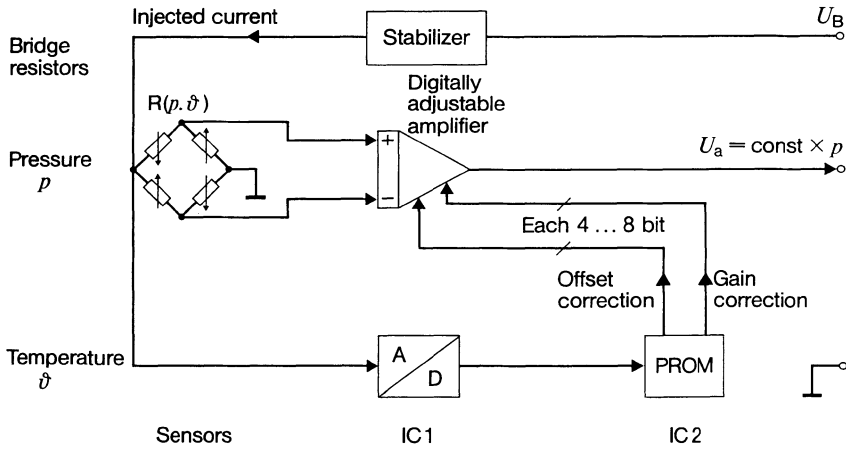 Injected current
Stabilizer
U_B
Bridge
resistors
Digitally
adjustable
amplifier
R(p.ϑ)
+
U_a = const × p
Pressure
p
−
Each 4 ... 8 bit
Offset
correction
Gain
correction
Temperature
ϑ
A
D
PROM
Sensors
IC1
IC2